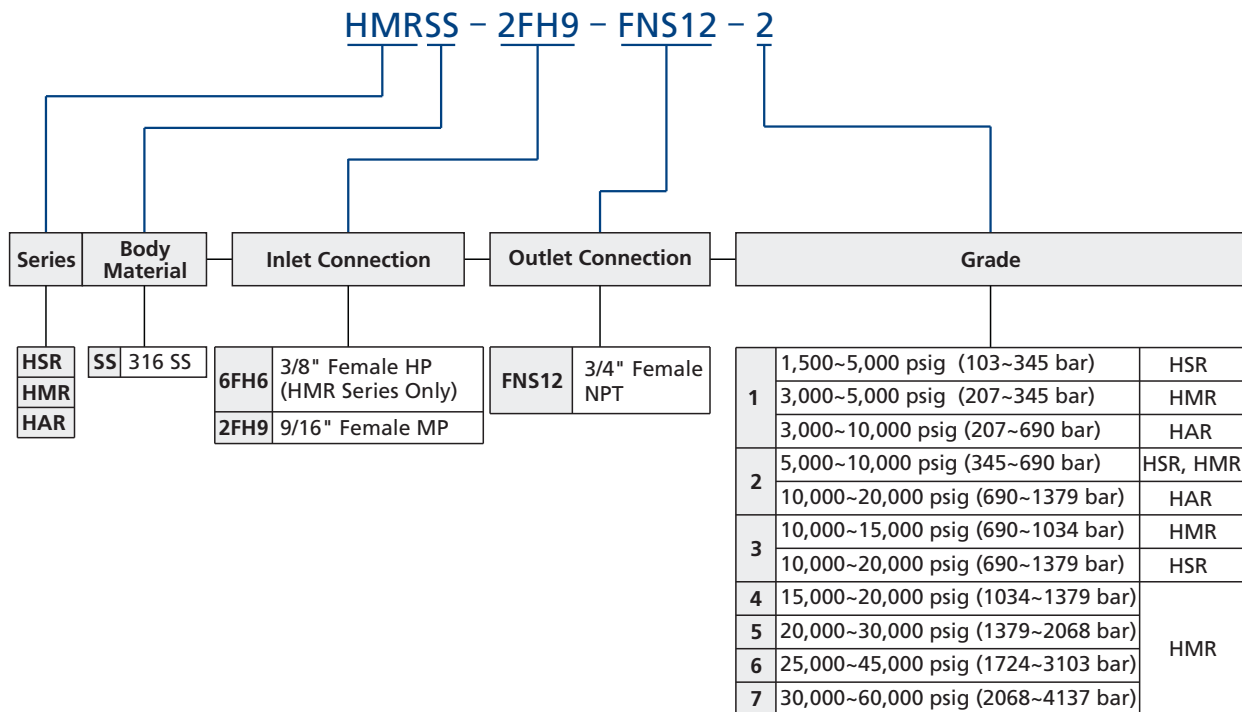 HMRSS – 2FH9 – FNS12 – 2
Series
Body
Material
Inlet Connection
Outlet Connection
Grade
HSR
HMR
HAR
SS 316 SS
6FH6 3/8" Female HP
(HMR Series Only)
2FH9 9/16" Female MP
FNS12 3/4" Female
NPT
1 1,500~5,000 psig (103~345 bar) HSR
3,000~5,000 psig (207~345 bar) HMR
3,000~10,000 psig (207~690 bar) HAR
2 5,000~10,000 psig (345~690 bar) HSR, HMR
10,000~20,000 psig (690~1379 bar) HAR
3 10,000~15,000 psig (690~1034 bar) HMR
10,000~20,000 psig (690~1379 bar) HSR
4 15,000~20,000 psig (1034~1379 bar) HMR
5 20,000~30,000 psig (1379~2068 bar)
6 25,000~45,000 psig (1724~3103 bar)
7 30,000~60,000 psig (2068~4137 bar)